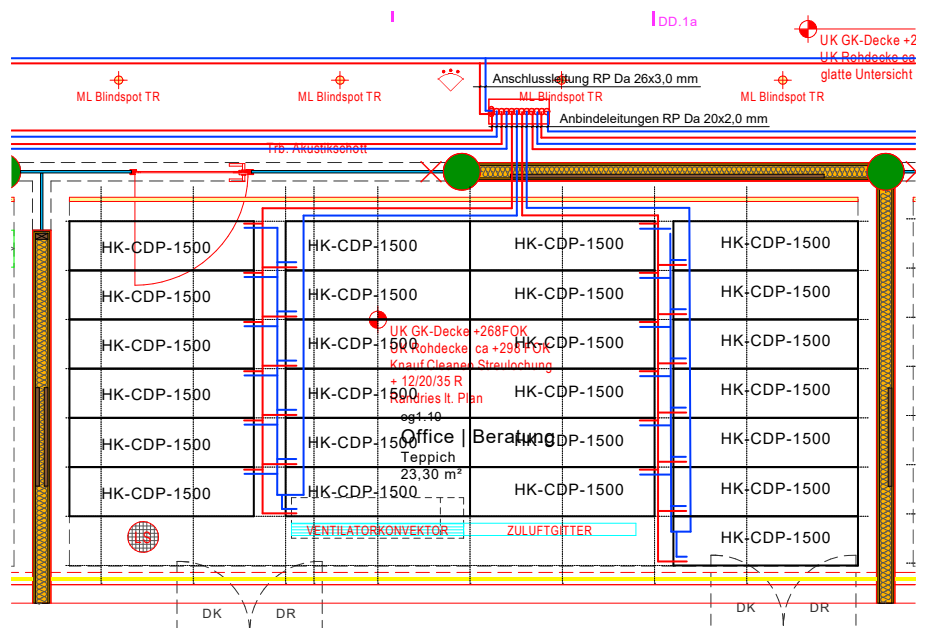 DD.1a
UK GK-Decke +2
UK Rohdecke ca
glatte Untersicht
Anschlussleitung RP Da 26x3,0 mm
ML Blindspot TR
ML Blindspot TR
ML Blindspot TR
ML Blindspot TR
Anbindeleitungen RP Da 20x2,0 mm
Trb. Akustikschott
HK-CDP-1500
HK-CDP-1500
HK-CDP-1500
HK-CDP-1500
HK-CDP-1500
HK-CDP-1500
HK-CDP-1500
HK-CDP-1500
UK GK-Decke +268FOK
HK-CDP-1500
HK-CDP-1500
HK-CDP-1500
HK-CDP-1500
UK Rohdecke ca +298 FOK
Knauf Cleaneo Streulochung
+ 12/20/35 R
HK-CDP-1500
HK-CDP-1500
HK-CDP-1500
HK-CDP-1500
Randries lt. Plan
eg1.10
Office | Beratung
HK-CDP-1500
HK-CDP-1500
HK-CDP-1500
HK-CDP-1500
Teppich
23,30 m²
HK-CDP-1500
HK-CDP-1500
HK-CDP-1500
HK-CDP-1500
VENTILATORKONVEKTOR
ZULUFTGITTER
LS
HK-CDP-1500
DK
DR
DK
DR